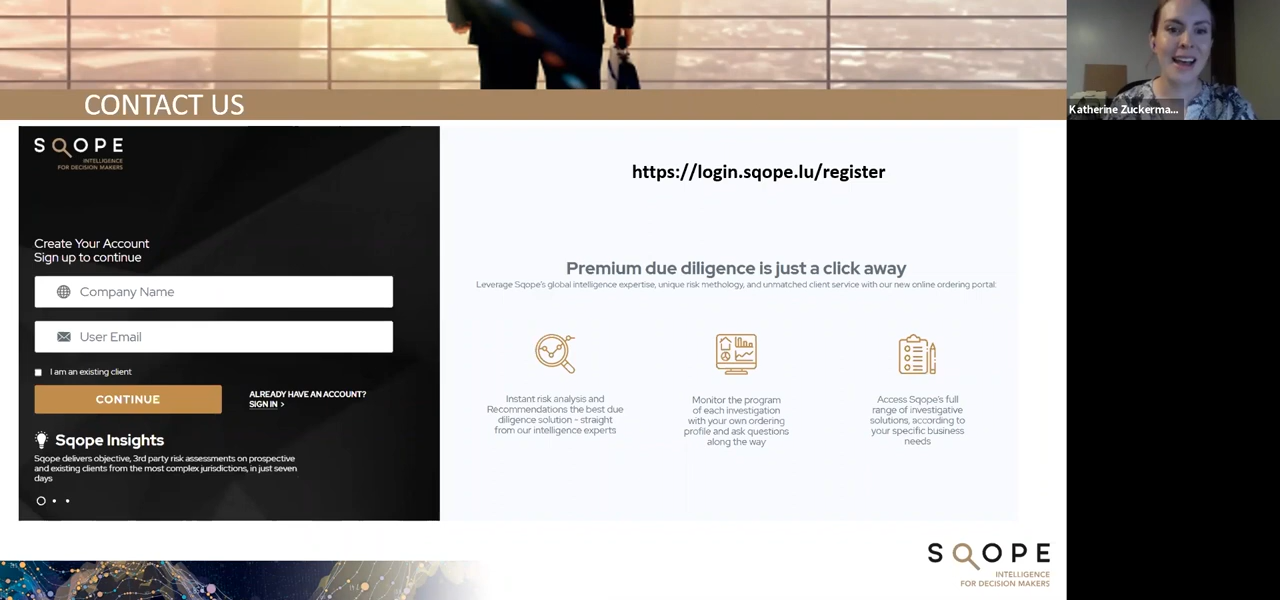 CONTACT US
Katherine Zuckerma...
SQOPE
INTELLIGENCE
FOR DECISION MAKERS
Create Your Account
Sign up to continue
Company Name
User Email
I am an existing client
CONTINUE
ALREADY HAVE AN ACCOUNT?
SIGN IN >
Sqope Insights
Sqope delivers objective, 3rd party risk assessments on prospective
and existing clients from the most complex jurisdictions, in just seven
days
https://login.sqope.lu/register
Premium due diligence is just a click away
Leverage Sqope's global intelligence expertise, unique risk methology, and unmatched client service with our new online ordering portal:
Instant risk analysis and
Recommendations the best due
diligence solution - straight
from our intelligence experts
Monitor the program
of each investigation
with your own ordering
profile and ask questions
along the way
Access Sqope's full
range of investigative
solutions, according to
your specific business
needs
SQOPE
INTELLIGENCE
FOR DECISION MAKERS